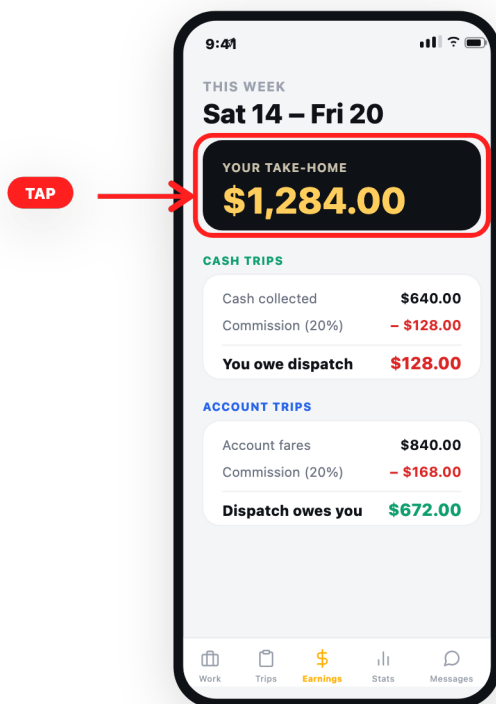 9:41
THIS WEEK
Sat 14 – Fri 20
YOUR TAKE-HOME
$1,284.00
TAP
CASH TRIPS
Cash collected $640.00
Commission (20%) – $128.00
You owe dispatch $128.00
ACCOUNT TRIPS
Account fares $840.00
Commission (20%) – $168.00
Dispatch owes you $672.00
Work Trips Earnings Stats Messages